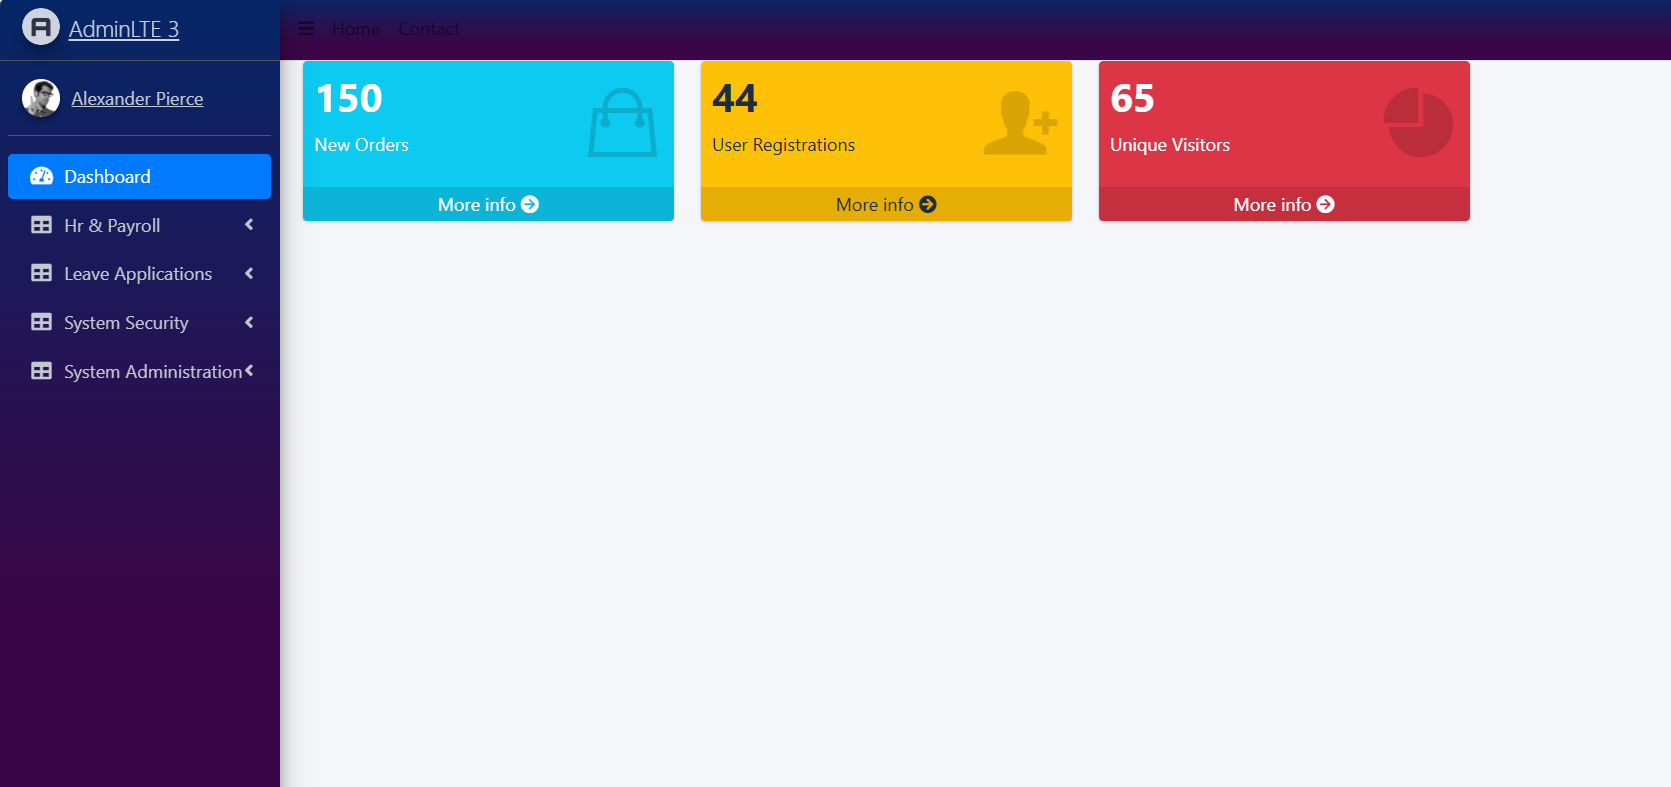 AdminLTE 3
Home Contact
Alexander Pierce
Dashboard
Hr & Payroll
Leave Applications
System Security
System Administration
150
New Orders
More info
44
User Registrations
More info
65
Unique Visitors
More info